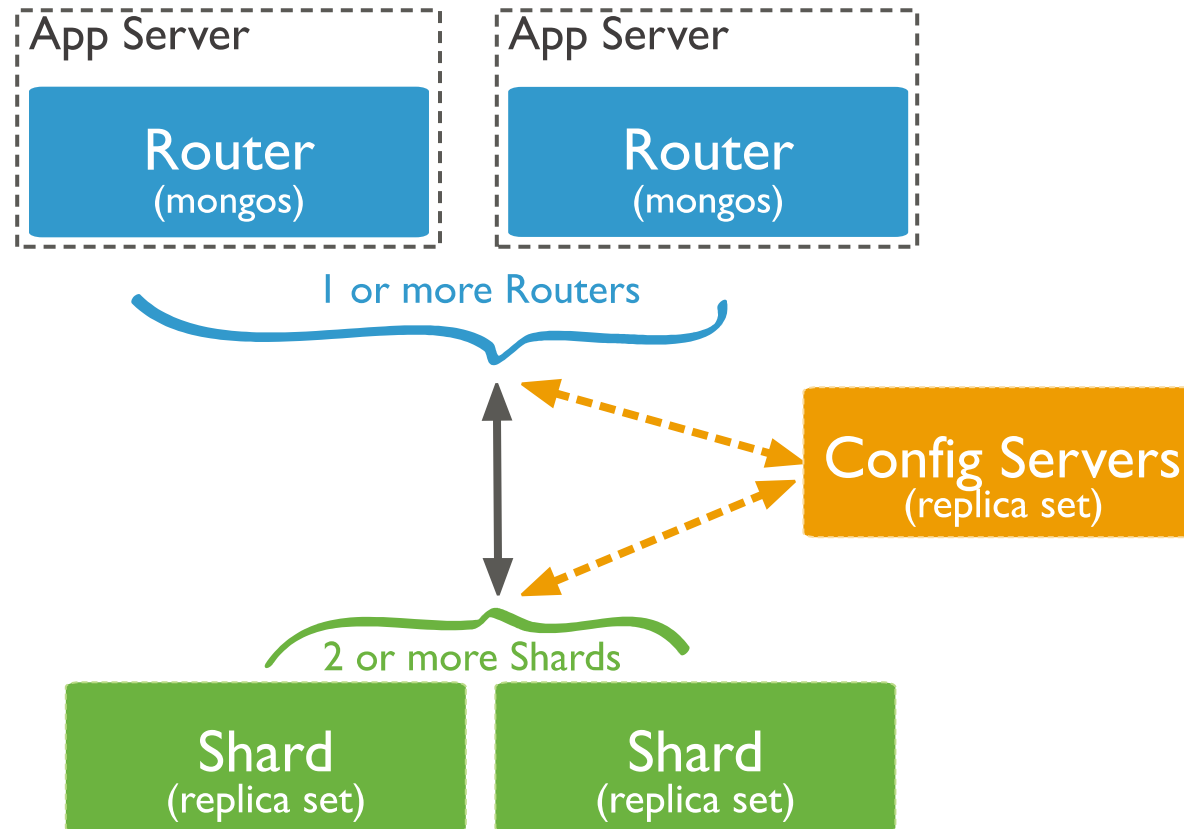 App Server
App Server
Router
(mongos)
Router
(mongos)
1 or more Routers
Config Servers
(replica set)
2 or more Shards
Shard
(replica set)
Shard
(replica set)